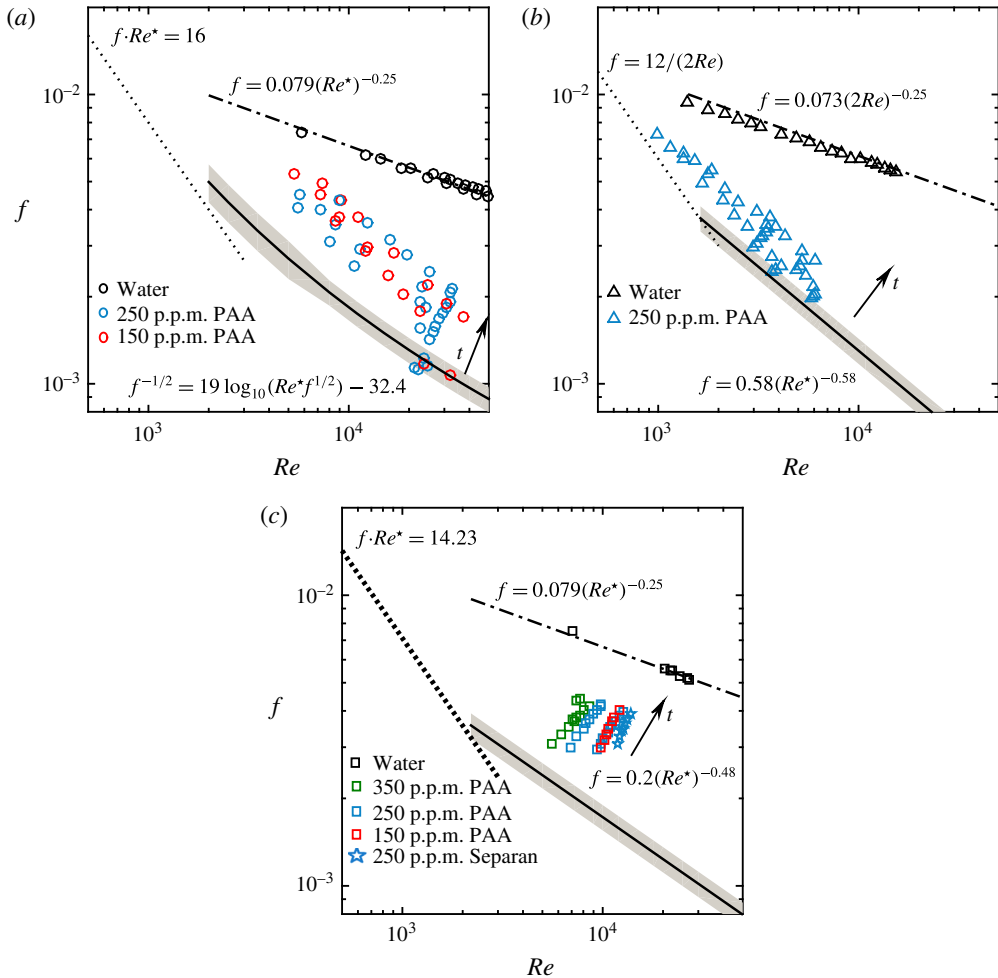 (a)
f·Re⋆ = 16
f = 0.079(Re⋆)^−0.25
10^−2
f
Water
250 p.p.m. PAA
150 p.p.m. PAA
t
10^−3
f^−1/2 = 19 log10(Re⋆f^1/2) − 32.4
10^3
10^4
Re
(b)
f = 12/(2Re)
10^−2
f = 0.073(2Re)^−0.25
Water
250 p.p.m. PAA
t
10^−3
f = 0.58(Re⋆)^−0.58
10^3
10^4
Re
(c)
f·Re⋆ = 14.23
10^−2
f = 0.079(Re⋆)^−0.25
f
t
Water
f = 0.2(Re⋆)^−0.48
350 p.p.m. PAA
250 p.p.m. PAA
150 p.p.m. PAA
250 p.p.m. Separan
10^−3
10^3
10^4
Re